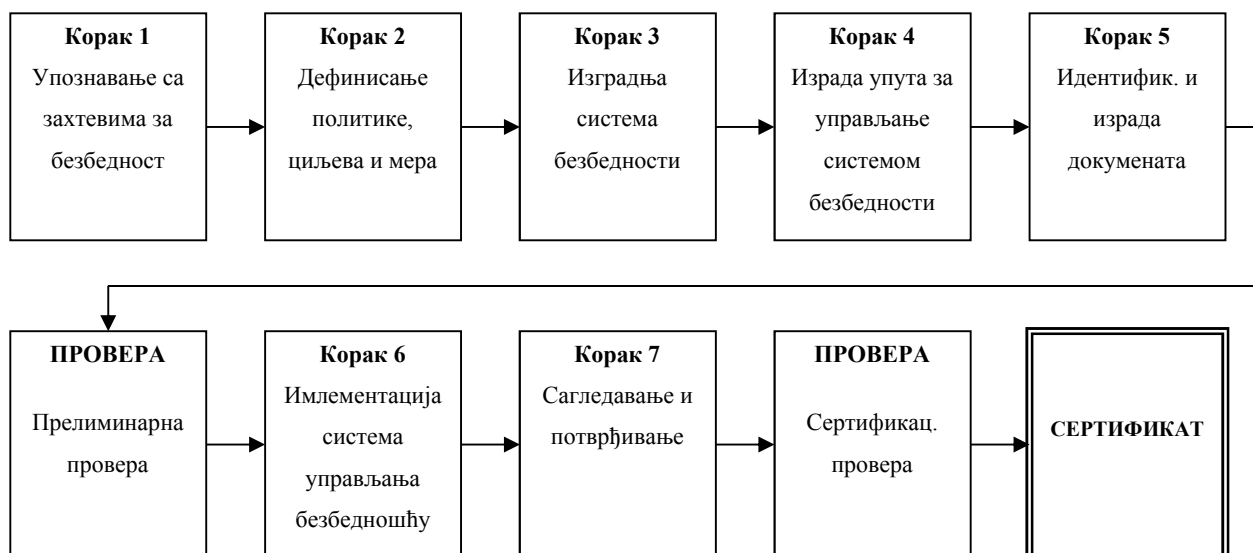 Корак 1
Упознавање са
захтевима за
безбедност
Корак 2
Дефинисање
политике,
циљева и мера
Корак 3
Изградња
система
безбедности
Корак 4
Израда упута за
управљање
системом
безбедности
Корак 5
Идентифик. и
израда
докумената
ПРОВЕРА
Прелиминарна
провера
Корак 6
Имлементација
система
управљања
безбедношћу
Корак 7
Сагледавање и
потврђивање
ПРОВЕРА
Сертификац.
провера
СЕРТИФИКАТ